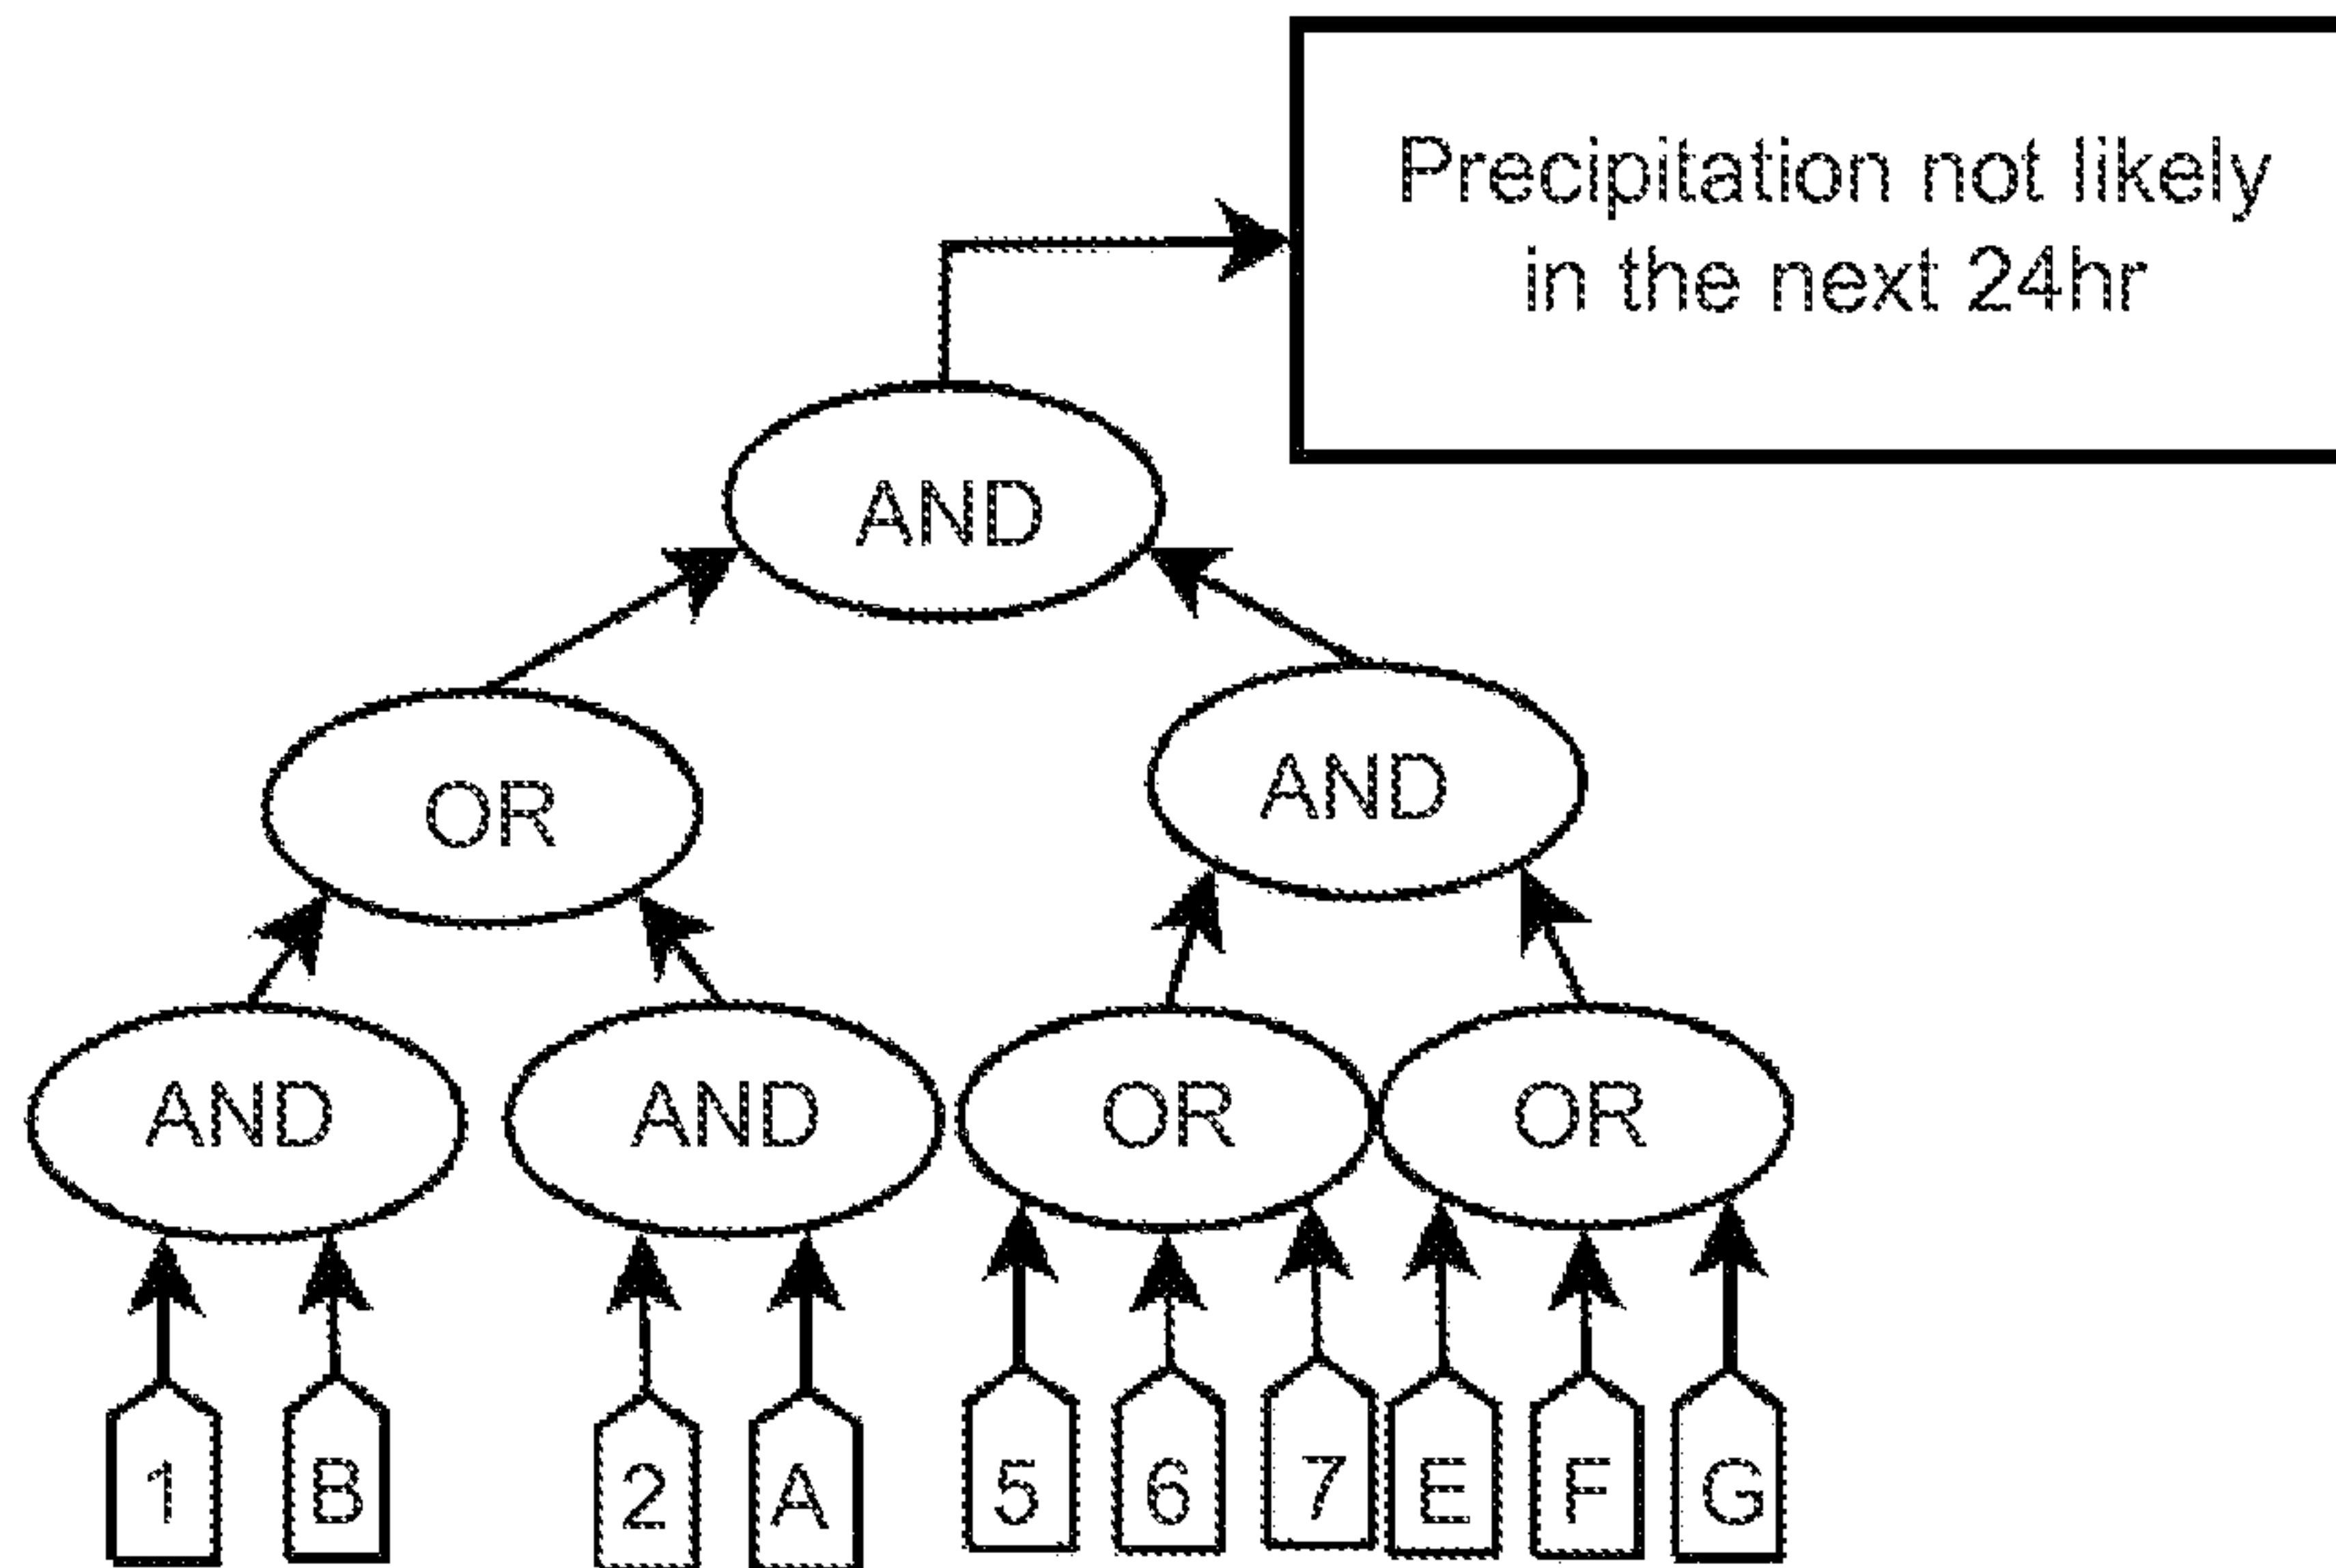 Precipitation not likely
in the next 24hr
AND
OR
AND
AND
AND
OR
OR
1
B
2
A
5
6
7
E
F
G